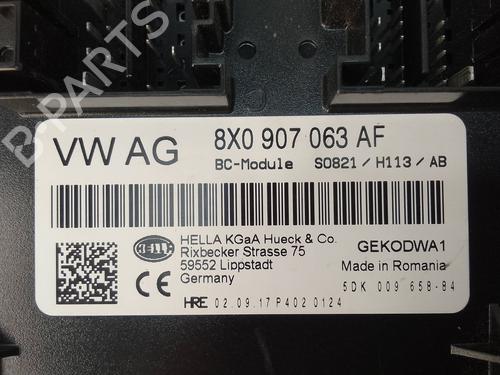 B-PARTS
VW AG
8X0 907 063 AF
BC-Module S0821 / H113 / AB
HELLA
HELLA KGaA Hueck & Co.
Rixbecker Strasse 75
59552 Lippstadt
Germany
GEKODWA1
Made in Romania
5DK 009 658-84
CE
HRE 02.09.17 P402 0124